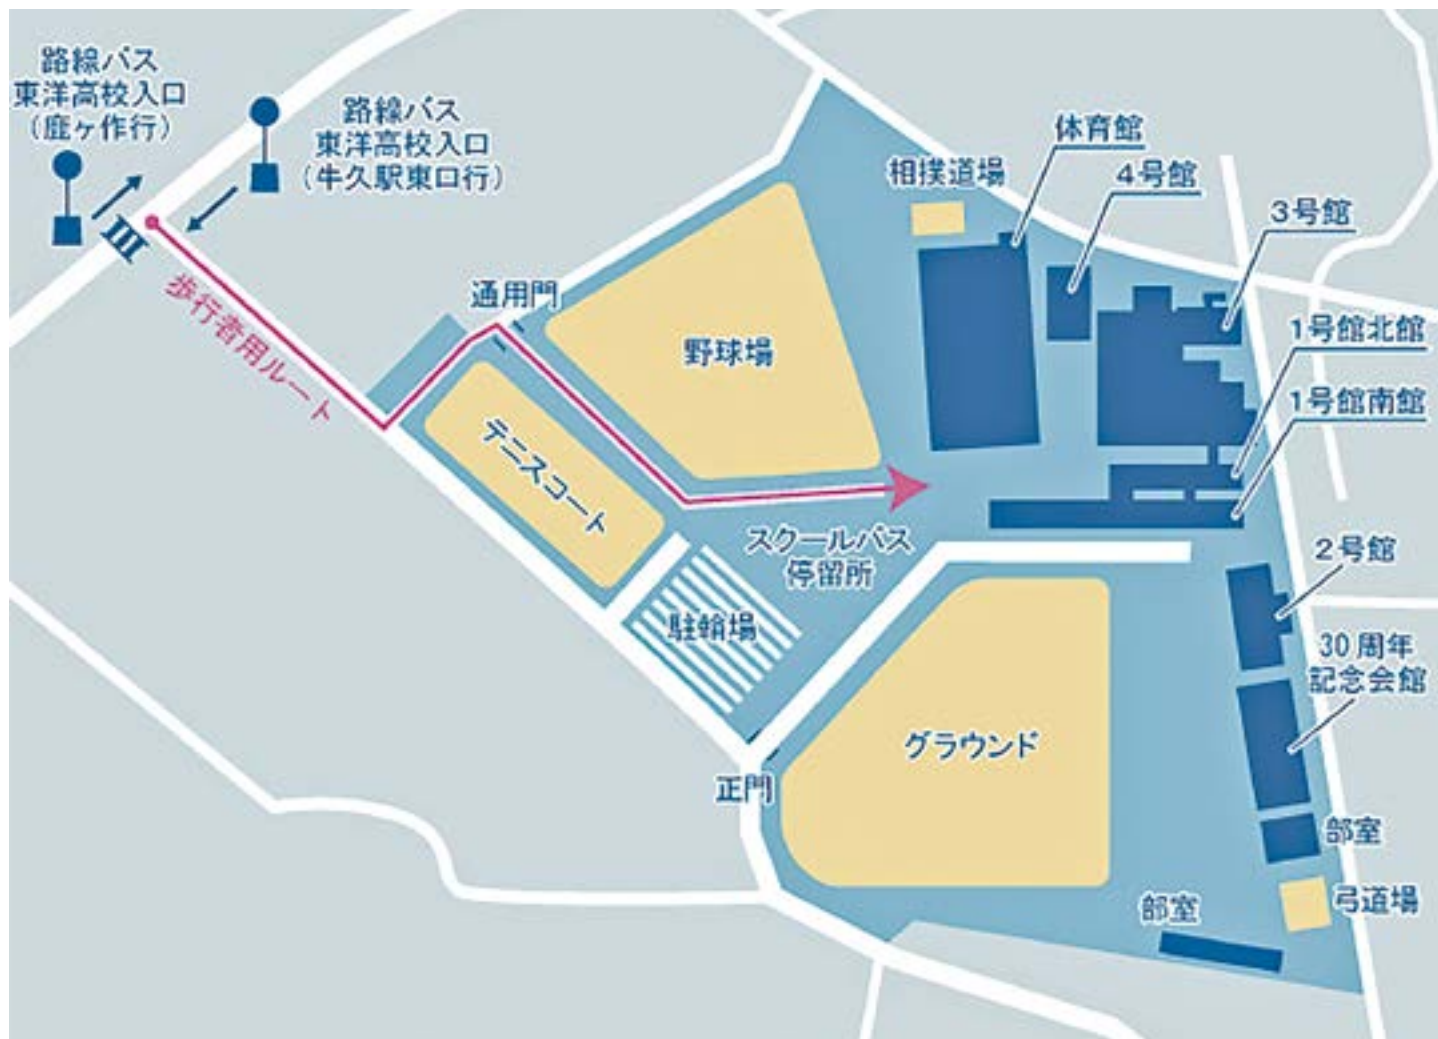 路線バス
東洋高校入口
(庭ヶ作行)
路線バス
東洋高校入口
(牛久駅東口行)
歩行者用ルート
通用門
野球場
テニスコート
相撲道場
体育館
4号館
3号館
1号館北館
1号館南館
スクールバス
停留所
駐輪場
2号館
30周年
記念会館
グラウンド
正門
部室
弓道場
部室